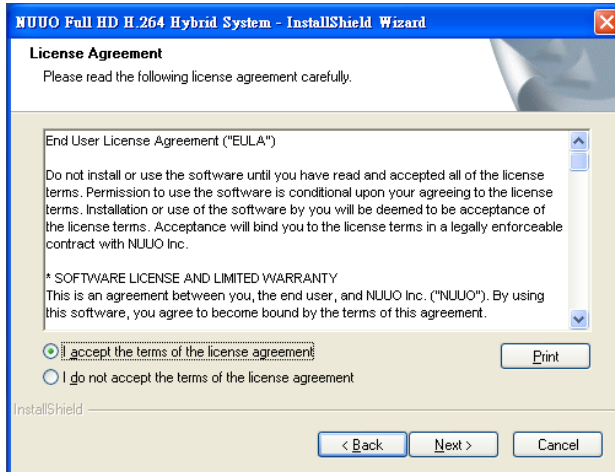 NUUO Full HD H.264 Hybrid System - InstallShield Wizard
License Agreement
Please read the following license agreement carefully.
End User License Agreement ("EULA")
Do not install or use the software until you have read and accepted all of the license
terms. Permission to use the software is conditional upon your agreeing to the license
terms. Installation or use of the software by you will be deemed to be acceptance of
the license terms. Acceptance will bind you to the license terms in a legally enforceable
contract with NUUO Inc.
* SOFTWARE LICENSE AND LIMITED WARRANTY
This is an agreement between you, the end user, and NUUO Inc. ("NUUO"). By using
this software, you agree to become bound by the terms of this agreement.
I accept the terms of the license agreement
Print
I do not accept the terms of the license agreement
InstallShield
< Back
Next >
Cancel